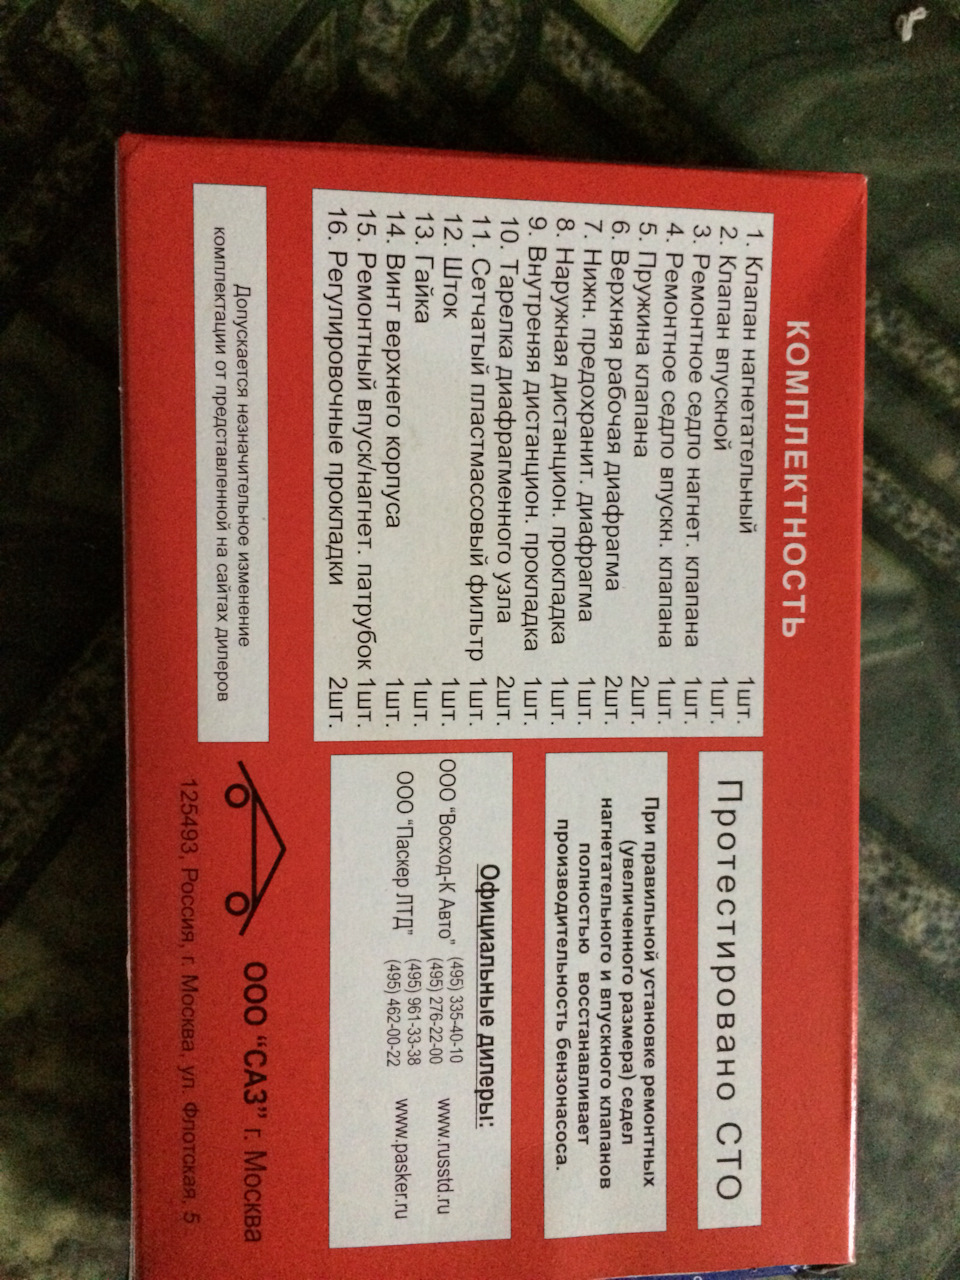 КОМПЛЕКТНОСТЬ
1. Клапан нагнетательный 1шт.
2. Клапан впускной 1шт.
3. Ремонтное седло нагнет. клапана 1шт.
4. Ремонтное седло впускн. клапана 1шт.
5. Пружина клапана 2шт.
6. Верхняя рабочая диафрагма 2шт.
7. Нижн. предохранит. диафрагма 1шт.
8. Наружная дистанцион. прокладка 1шт.
9. Внутреняя дистанцион. прокладка 1шт.
10. Тарелка диафрагменного узла 2шт.
11. Сетчатый пластмассовый фильтр 1шт.
12. Шток 1шт.
13. Гайка 1шт.
14. Винт верхнего корпуса 1шт.
15. Ремонтный впуск/нагнет. патрубок 1шт.
16. Регулировочные прокладки 2шт.
Допускается незначительное изменение
комплектации от представленной на сайтах дилеров
Протестировано СТО
При правильной установке ремонтных
(увеличенного размера) седел
нагнетательного и впускного клапанов
полностью восстанавливает
производительность бензонасоса.
Официальные дилеры:
ООО "Восход-К Авто" (495) 335-40-10
(495) 276-22-00 www.russtd.ru
(495) 961-33-38
ООО "Паскер ЛТД" (495) 462-00-22 www.pasker.ru
ООО "САЗ" г. Москва
125493, Россия, г. Москва, ул. Флотская, 5